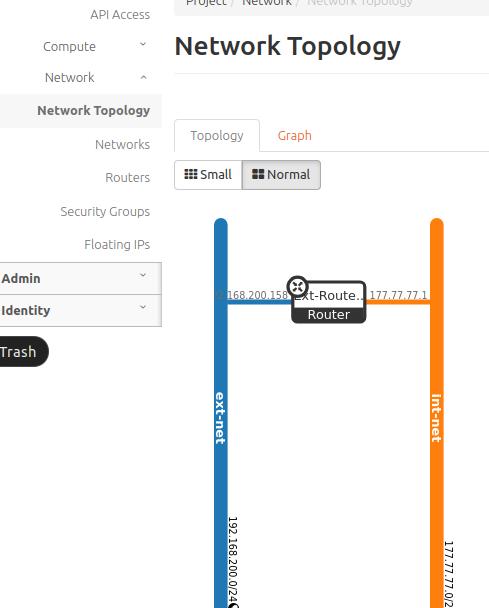 Project / Network / Network Topology
API Access
Compute
Network
Network Topology
Networks
Routers
Security Groups
Floating IPs
Admin
Identity
Trash
Network Topology
Topology
Graph
Small
Normal
.168.200.158
Ext-Route...
177.77.77.1
Router
ext-net
int-net
192.168.200.0/24
177.77.77.0/2